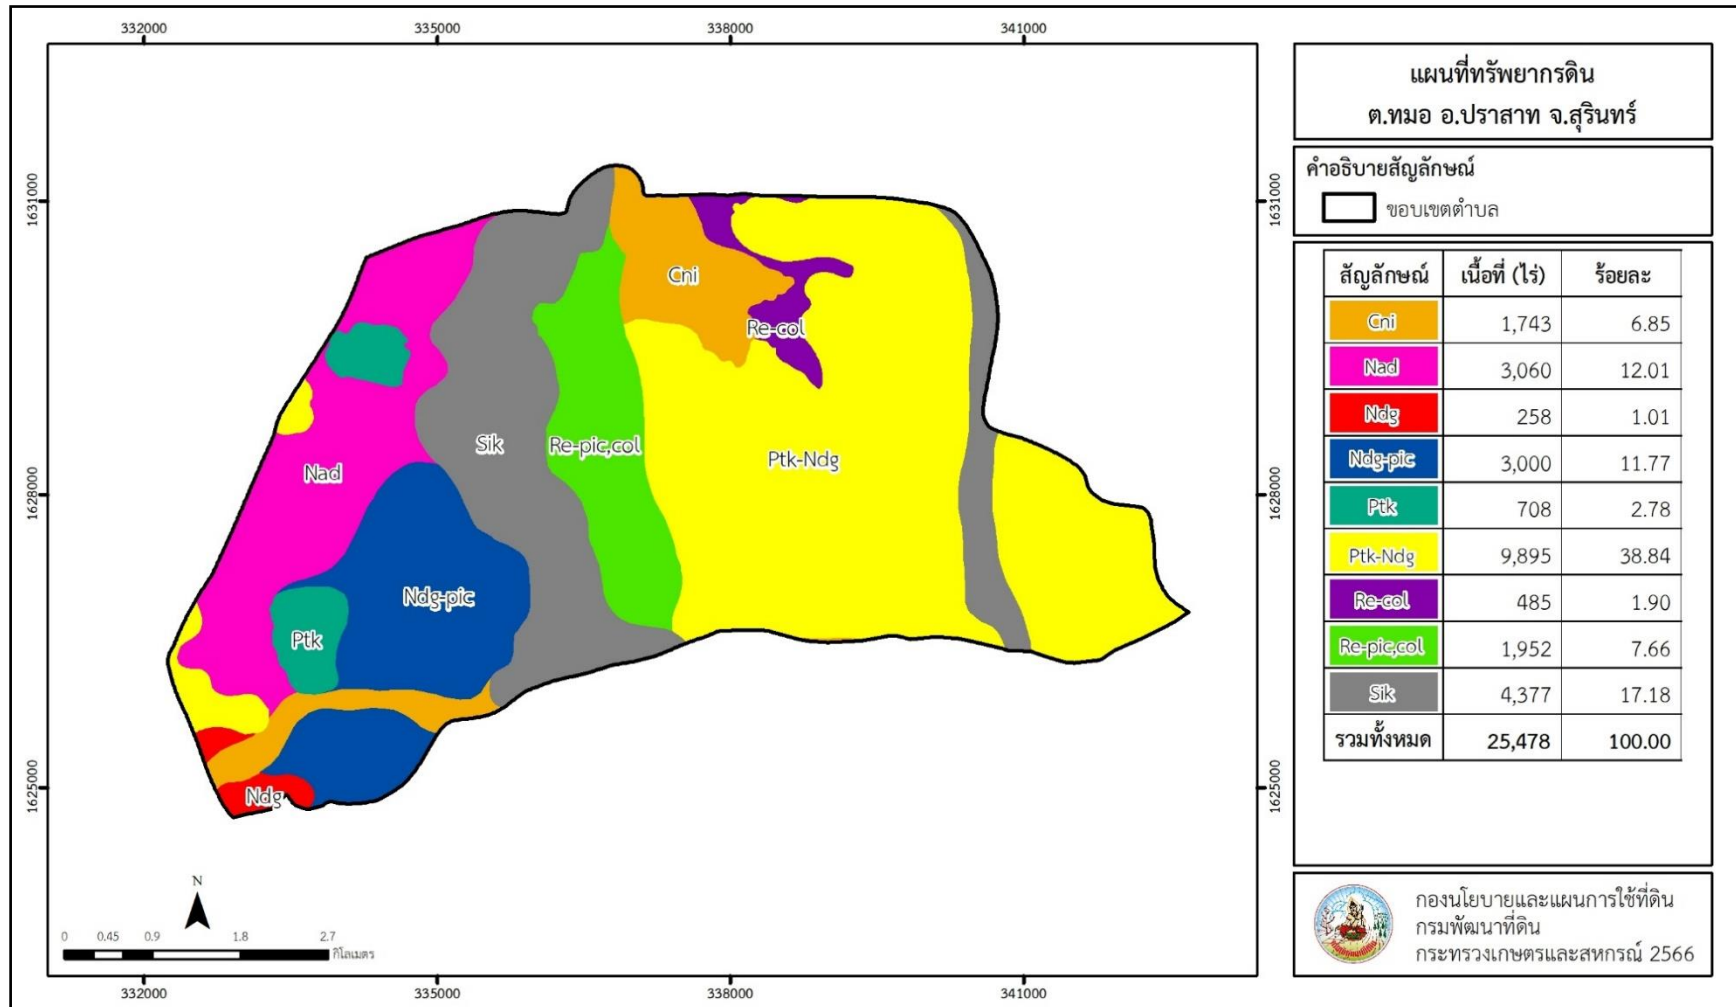 332000
335000
338000
341000
1631000
1628000
1625000
1631000
1628000
1625000
Cni
Re-col
Sik
Re-pic,col
Ptk-Ndg
Nad
Ndg-pic
Ptk
Ndg
N
0 0.45 0.9 1.8 2.7
กิโลเมตร
332000
335000
338000
341000
แผนที่ทรัพยากรดิน
ต.ทมอ อ.ปราสาท จ.สุรินทร์
คำอธิบายสัญลักษณ์
ขอบเขตตำบล
สัญลักษณ์ เนื้อที่ (ไร่) ร้อยละ
Cni 1,743 6.85
Nad 3,060 12.01
Ndg 258 1.01
Ndg-pic 3,000 11.77
Ptk 708 2.78
Ptk-Ndg 9,895 38.84
Re-col 485 1.90
Re-pic,col 1,952 7.66
Sik 4,377 17.18
รวมทั้งหมด 25,478 100.00
กองนโยบายและแผนการใช้ที่ดิน
กรมพัฒนาที่ดิน
กระทรวงเกษตรและสหกรณ์ 2566